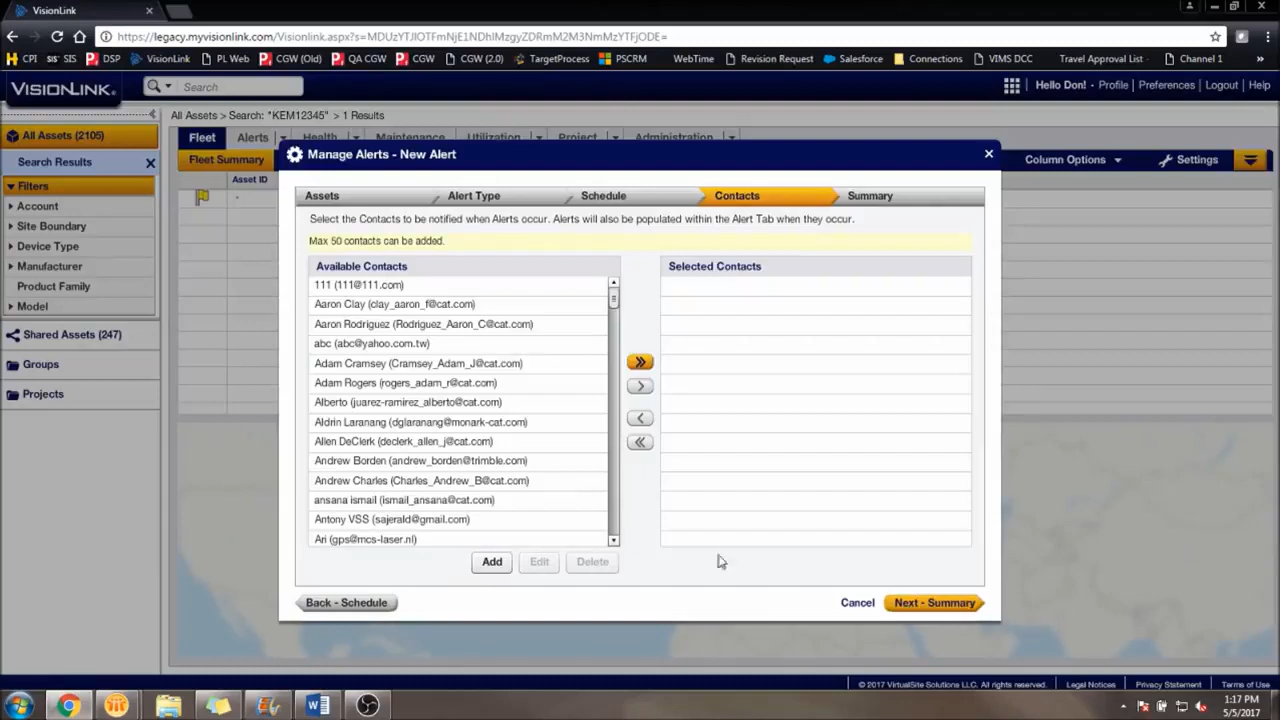 VisionLink
https://legacy.myvisionlink.com/Visionlink.aspx?s=MDUzYTJlOTFmNjE1NDhlMzgyZDRmM2M3NmMzYTFjODE=
CPI SIS DSP VisionLink PL Web CGW (Old) QA CGW CGW CGW (2.0) TargetProcess PSCRM WebTime Revision Request Salesforce Connections VIMS DCC Travel Approval List Channel 1 »
VISIONLINK. Search Hello Don! Profile Preferences Logout Help
All Assets > Search: "KEM12345" > 1 Results
All Assets (2105)
Fleet Alerts Health Maintenance Utilization Project Administration
Search Results
Fleet Summary Column Options Settings
Filters
Asset ID
-
Account
Site Boundary
Device Type
Manufacturer
Product Family
Model
Shared Assets (247)
Groups
Projects
Manage Alerts - New Alert
Assets Alert Type Schedule Contacts Summary
Select the Contacts to be notified when Alerts occur. Alerts will also be populated within the Alert Tab when they occur.
Max 50 contacts can be added.
Available Contacts
111 (111@111.com)
Aaron Clay (clay_aaron_f@cat.com)
Aaron Rodriguez (Rodriguez_Aaron_C@cat.com)
abc (abc@yahoo.com.tw)
Adam Cramsey (Cramsey_Adam_J@cat.com)
Adam Rogers (rogers_adam_r@cat.com)
Alberto (juarez-ramirez_alberto@cat.com)
Aldrin Laranang (dglaranang@monark-cat.com)
Allen DeClerk (declerk_allen_j@cat.com)
Andrew Borden (andrew_borden@trimble.com)
Andrew Charles (Charles_Andrew_B@cat.com)
ansana ismail (ismail_ansana@cat.com)
Antony VSS (sajerald@gmail.com)
Ari (gps@mcs-laser.nl)
Selected Contacts
Add Edit Delete
Back - Schedule Cancel Next - Summary
© 2017 VirtualSite Solutions LLC. All rights reserved. Legal Notices Privacy Statement Terms of Use
1:17 PM
5/5/2017